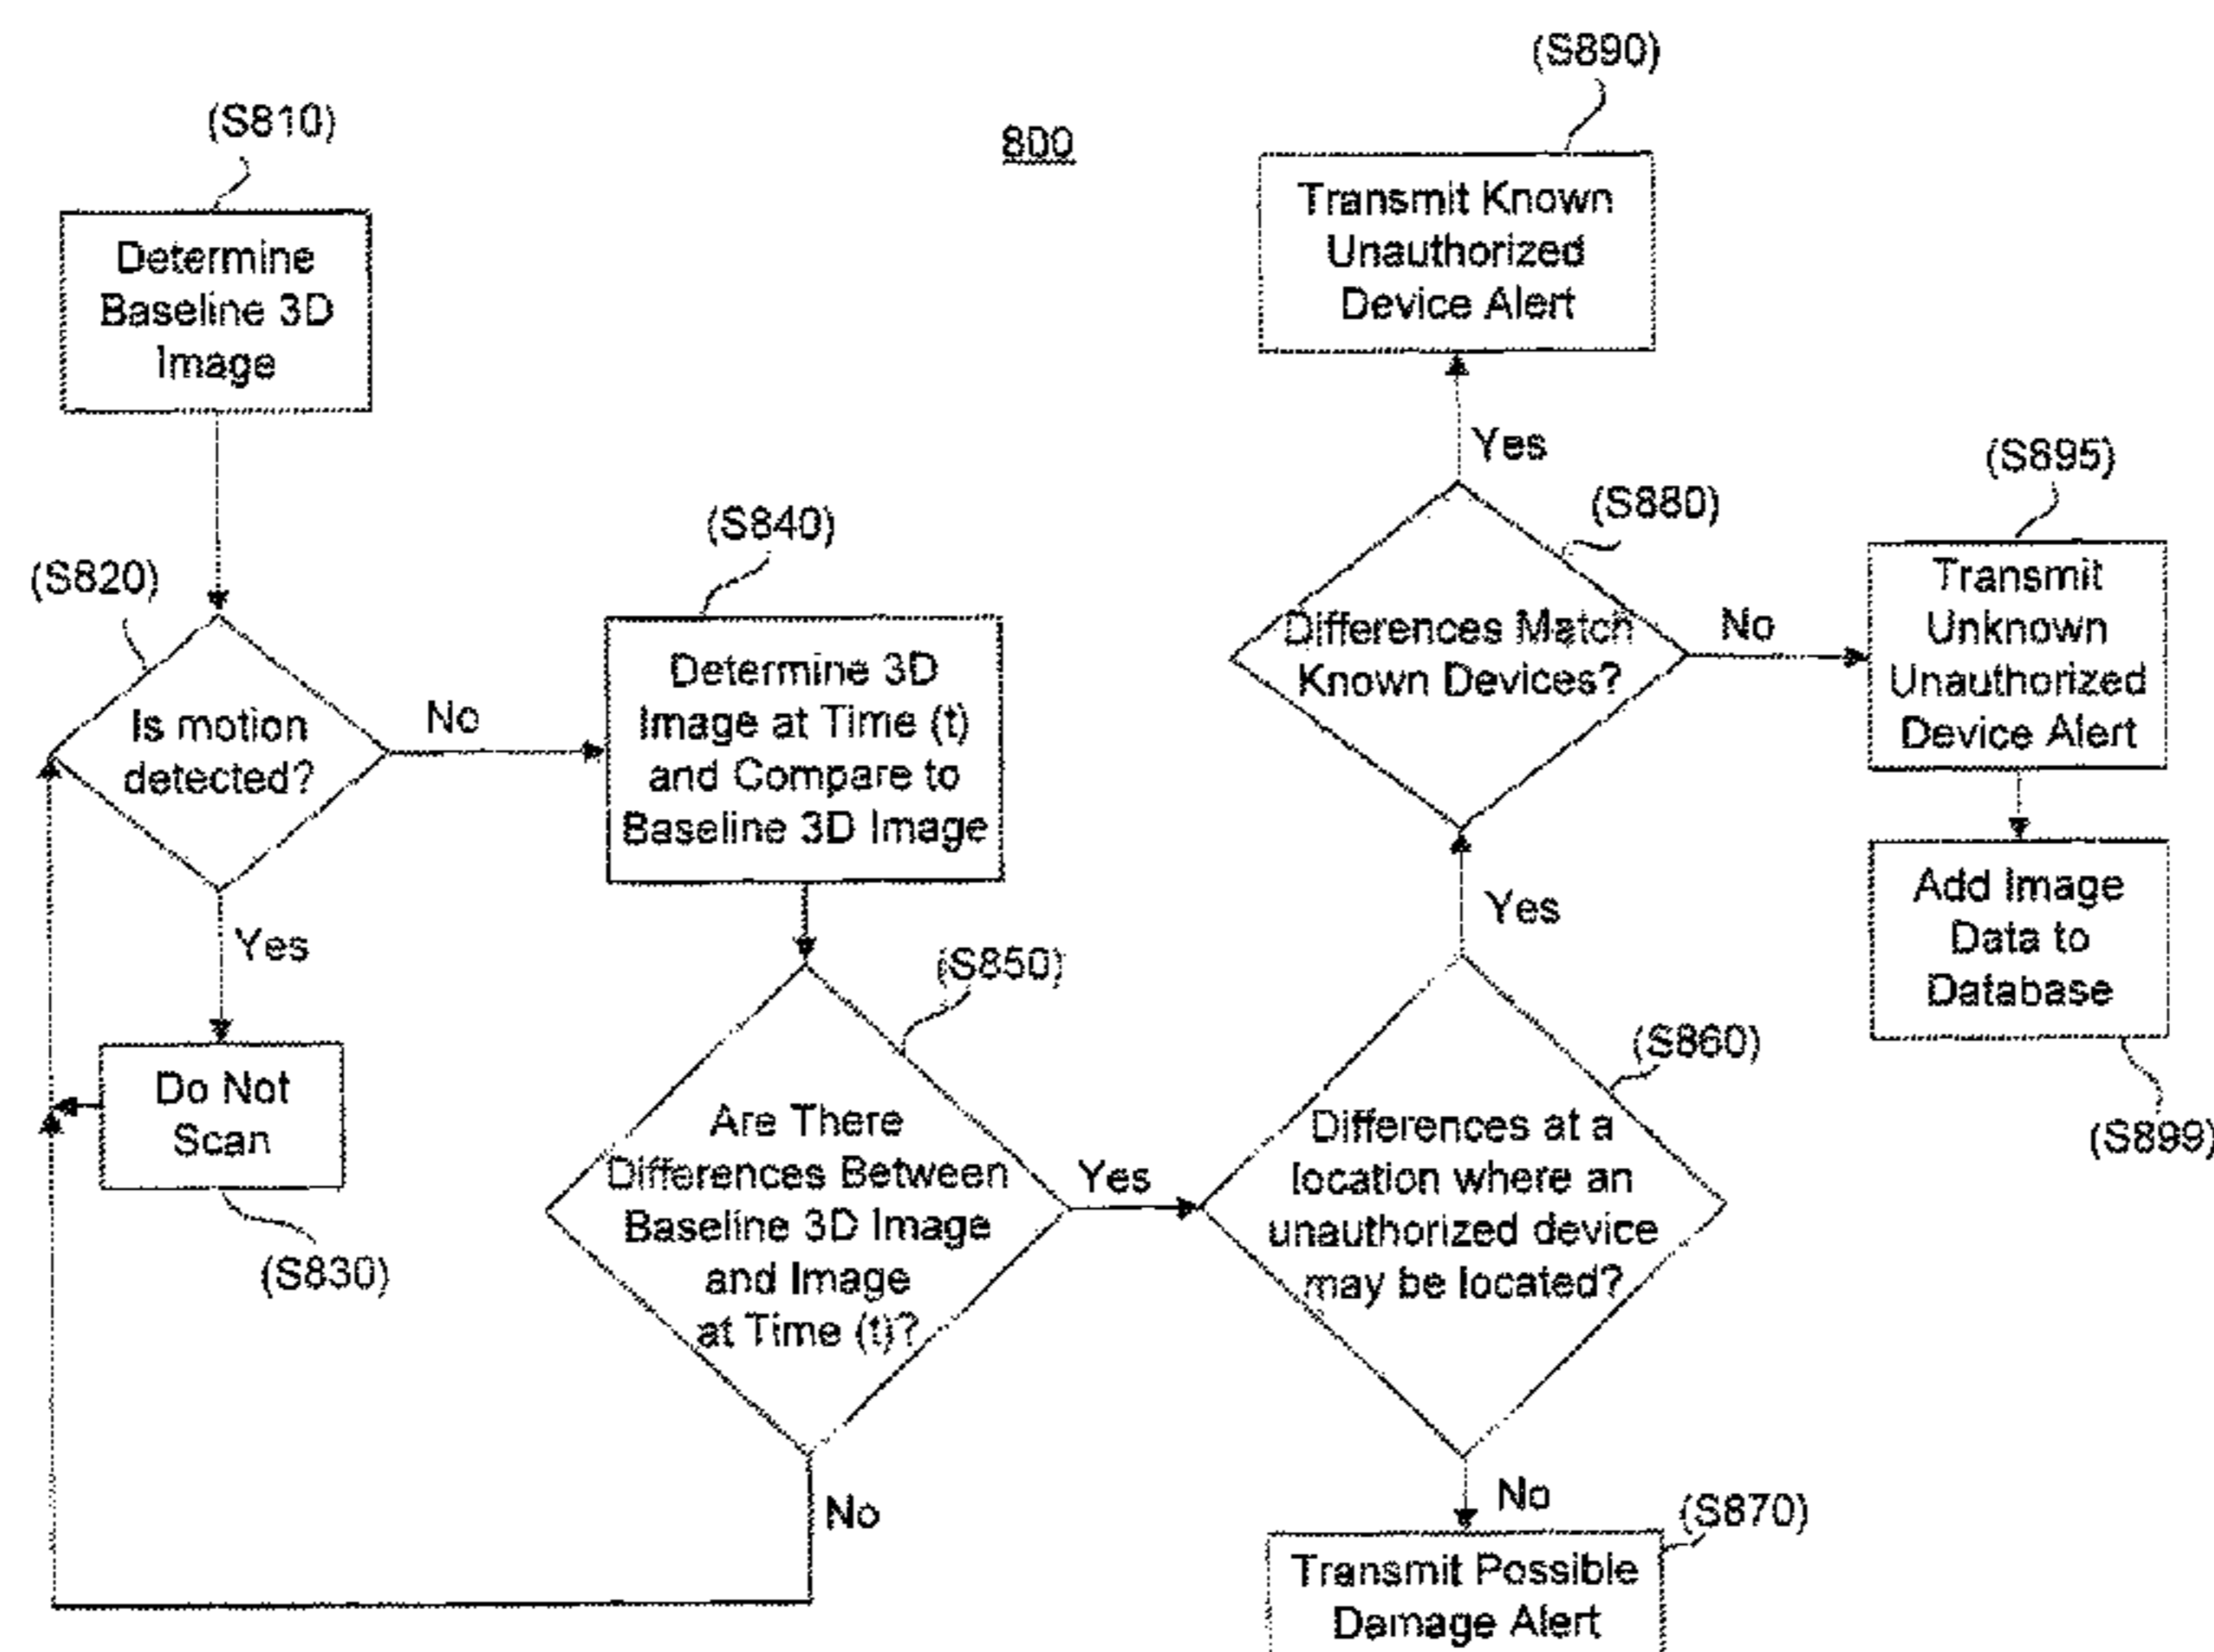 800
(S810)
Determine
Baseline 3D
Image
(S820)
Is motion
detected?
No
Yes
Do Not
Scan
(S830)
(S840)
Determine 3D
Image at Time (t)
and Compare to
Baseline 3D Image
(S850)
Are There
Differences Between
Baseline 3D Image
and Image
at Time (t)?
No
Yes
(S860)
Differences at a
location where an
unauthorized device
may be located?
No
(S870)
Transmit Possible
Damage Alert
Yes
(S880)
Differences Match
Known Devices?
Yes
(S890)
Transmit Known
Unauthorized
Device Alert
No
(S895)
Transmit
Unknown
Unauthorized
Device Alert
Add Image
Data to
Database
(S899)